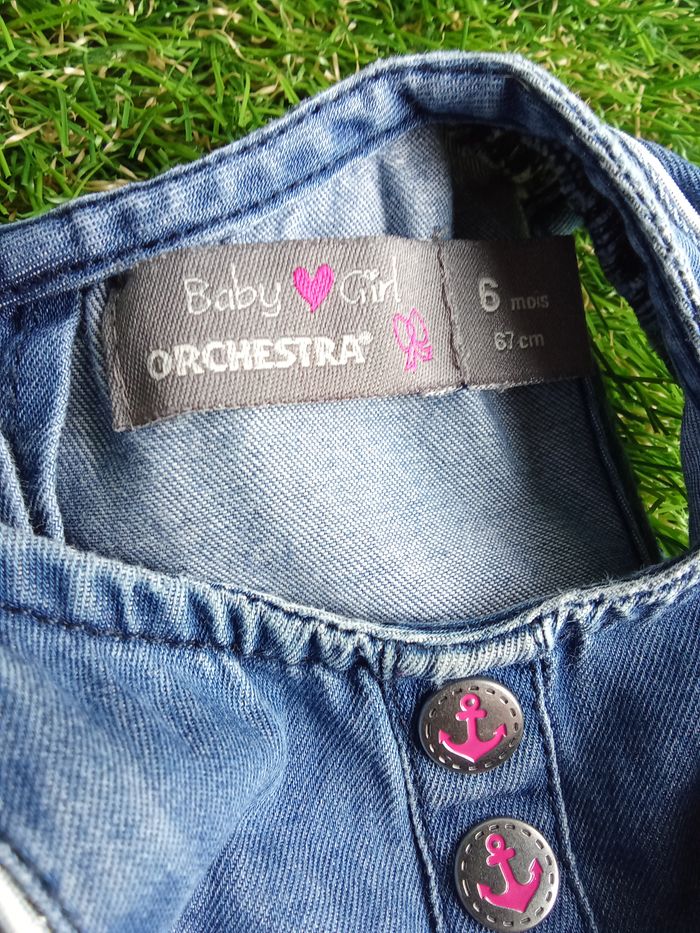 Baby Girl
ORCHESTRA®
6 mois
67 cm